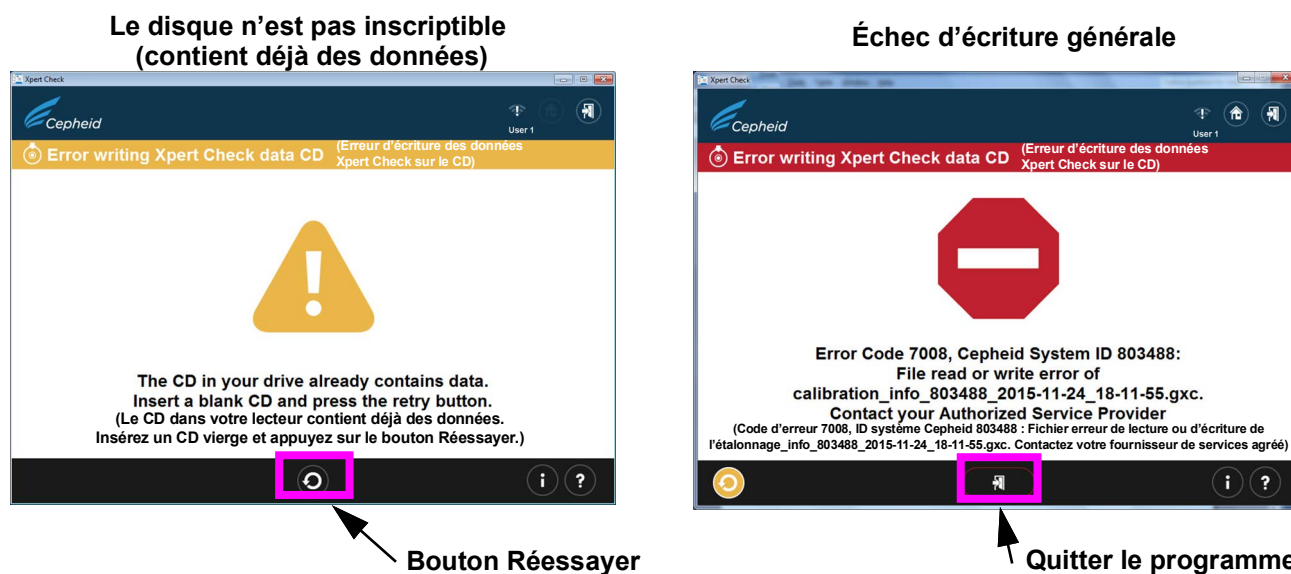 Le disque n’est pas inscriptible
(contient déjà des données)
Xpert Check
Cepheid
User 1
Error writing Xpert Check data CD
(Erreur d’écriture des données
Xpert Check sur le CD)
The CD in your drive already contains data.
Insert a blank CD and press the retry button.
(Le CD dans votre lecteur contient déjà des données.
Insérez un CD vierge et appuyez sur le bouton Réessayer.)
i ?
Bouton Réessayer
Échec d’écriture générale
Xpert Check
Cepheid
User 1
Error writing Xpert Check data CD
(Erreur d’écriture des données
Xpert Check sur le CD)
Error Code 7008, Cepheid System ID 803488:
File read or write error of
calibration_info_803488_2015-11-24_18-11-55.gxc.
Contact your Authorized Service Provider
(Code d’erreur 7008, ID système Cepheid 803488 : Fichier erreur de lecture ou d’écriture de
l’étalonnage_info_803488_2015-11-24_18-11-55.gxc. Contactez votre fournisseur de services agréé)
i ?
Quitter le programme